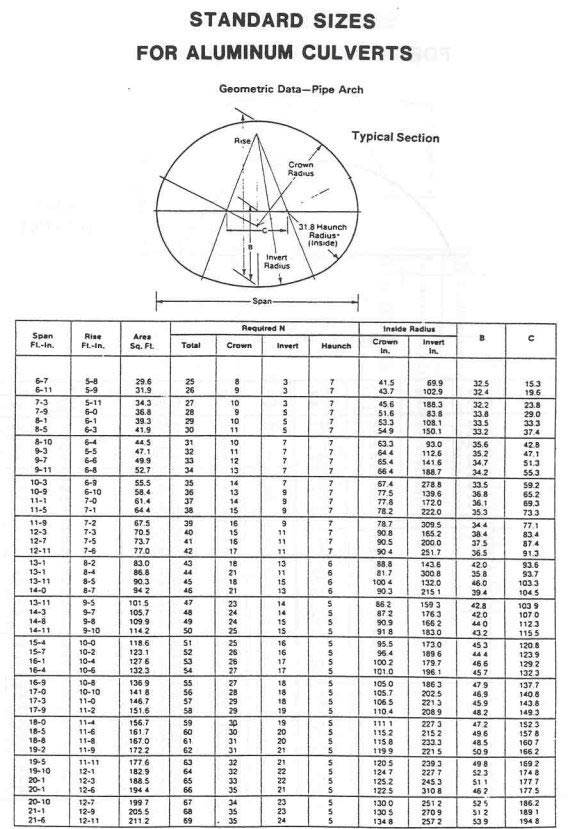 STANDARD SIZES
FOR ALUMINUM CULVERTS
Geometric Data—Pipe Arch
Typical Section
Rise
Crown
Radius
31.8 Haunch
Radius*
(Inside)
C
B
Invert
Radius
Span
Span Ft.-In. Rise Ft.-In. Area Sq. Ft. Required N Inside Radius B C
Total Crown Invert Haunch Crown In. Invert In.
6-7 5-8 29.6 25 8 3 7 41.5 69.9 32.5 15.3
6-11 5-9 31.9 26 9 3 7 43.7 102.9 32.4 19.6
7-3 5-11 34.3 27 10 3 7 45.6 188.3 32.2 23.8
7-9 6-0 36.8 28 9 5 7 51.6 83.8 33.8 29.0
8-1 6-1 39.3 29 10 5 7 53.3 108.1 33.5 33.3
8-5 6-3 41.9 30 11 5 7 54.9 150.1 33.2 37.4
8-10 6-4 44.5 31 10 7 7 63.3 93.0 35.6 42.8
9-3 5-5 47.1 32 11 7 7 64.4 112.6 35.2 47.1
9-7 6-6 49.9 33 12 7 7 65.4 141.6 34.7 51.3
9-11 6-8 52.7 34 13 7 7 66.4 188.7 34.2 55.3
10-3 6-9 55.5 35 14 7 7 67.4 278.8 33.5 59.2
10-9 6-10 58.4 36 13 9 7 77.5 139.6 36.8 65.2
11-1 7-0 61.4 37 14 9 7 77.8 172.0 36.1 69.3
11-5 7-1 64.4 38 15 9 7 78.2 222.0 35.3 73.3
11-9 7-2 67.5 39 16 9 7 78.7 309.5 34.4 77.1
12-3 7-3 70.5 40 15 11 7 90.8 165.2 38.4 83.4
12-7 7-5 73.7 41 16 11 7 90.5 200.0 37.5 87.4
12-11 7-6 77.0 42 17 11 7 90.4 251.7 36.5 91.3
13-1 8-2 83.0 43 18 13 6 88.8 143.6 42.0 93.6
13-1 8-4 86.8 44 21 11 6 81.7 300.8 35.8 93.7
13-11 8-5 90.3 45 18 15 6 100.4 132.0 46.0 103.3
14-0 8-7 94.2 46 21 13 6 90.3 215.1 39.4 104.5
13-11 9-5 101.5 47 23 14 5 86.2 159.3 42.8 103.9
14-3 9-7 105.7 48 24 14 5 87.2 176.3 42.0 107.0
14-8 9-8 109.9 49 24 15 5 90.9 166.2 44.0 112.3
14-11 9-10 114.2 50 25 15 5 91.8 183.0 43.2 115.5
15-4 10-0 118.6 51 25 16 5 95.5 173.0 45.3 120.8
15-7 10-2 123.1 52 26 16 5 96.4 189.6 44.4 123.9
16-1 10-4 127.6 53 26 17 5 100.2 179.7 46.6 129.2
16-4 10-6 132.3 54 27 17 5 101.0 196.1 45.7 132.3
16-9 10-8 136.9 55 27 18 5 105.0 186.3 47.9 137.7
17-0 10-10 141.8 56 28 18 5 105.7 202.5 46.9 140.8
17-3 11-0 146.7 57 29 18 5 106.5 221.3 45.9 143.8
17-9 11-2 151.6 58 29 19 5 110.4 208.9 48.2 149.3
18-0 11-4 156.7 59 30 19 5 111.1 227.3 47.2 152.3
18-5 11-6 161.7 60 30 20 5 115.2 215.2 49.6 157.8
18-8 11-8 167.0 61 31 20 5 115.8 233.3 48.5 160.7
19-2 11-9 172.2 62 31 21 5 119.9 221.5 50.9 166.2
19-5 11-11 177.6 63 32 21 5 120.5 239.3 49.8 169.2
19-10 12-1 182.9 64 32 22 5 124.7 227.7 52.3 174.8
20-1 12-3 188.5 65 33 22 5 125.2 245.3 51.1 177.7
20-1 12-6 194.4 66 35 21 5 122.5 310.8 46.2 177.5
20-10 12-7 199.7 67 34 23 5 130.0 251.2 52.5 186.2
21-1 12-9 205.5 68 35 23 5 130.5 270.9 51.2 189.1
21-6 12-11 211.2 69 35 24 5 134.8 257.2 53.9 194.8